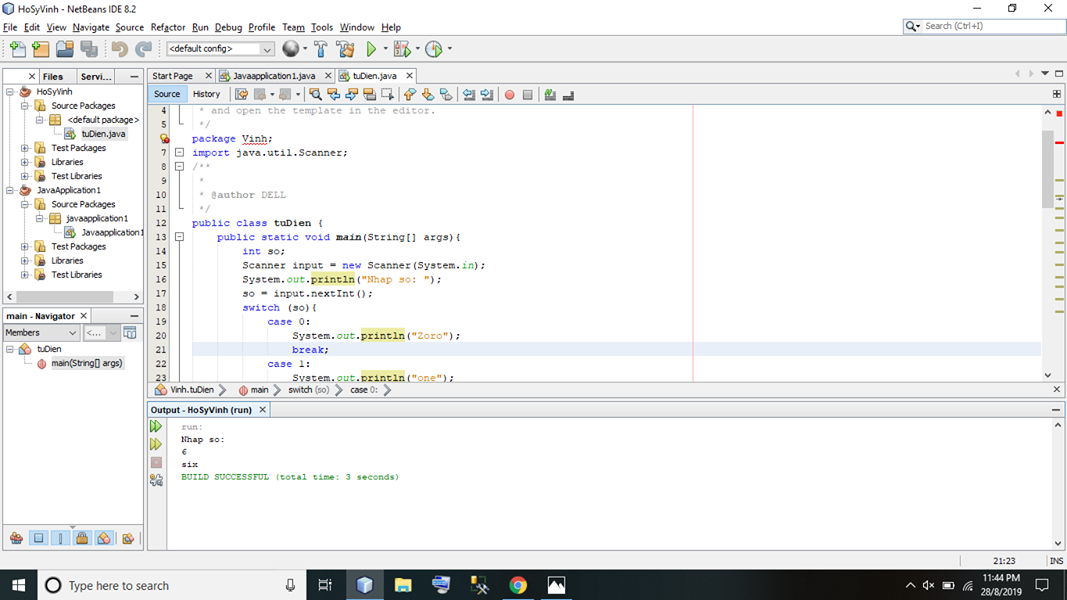 HoSyVinh - NetBeans IDE 8.2
File Edit View Navigate Source Refactor Run Debug Profile Team Tools Window Help
Search (Ctrl+I)
<default config>
Files Servi...
HoSyVinh
Source Packages
<default package>
tuDien.java
Test Packages
Libraries
Test Libraries
JavaApplication1
Source Packages
javaapplication1
Javaapplication1
Test Packages
Libraries
Test Libraries
main - Navigator
Members
<...
tuDien
main(String[] args)
Start Page Javaapplication1.java tuDien.java
Source History
4 * and open the template in the editor.
5 */
package Vinh;
7 import java.util.Scanner;
8 /**
9 *
10 * @author DELL
11 */
12 public class tuDien {
13 public static void main(String[] args){
14 int so;
15 Scanner input = new Scanner(System.in);
16 System.out.println("Nhap so: ");
17 so = input.nextInt();
18 switch (so){
19 case 0:
20 System.out.println("Zoro");
21 break;
22 case 1:
23 System.out.println("one");
Vinh.tuDien main switch (so) case 0:
Output - HoSyVinh (run)
run:
Nhap so:
6
six
BUILD SUCCESSFUL (total time: 3 seconds)
21:23 INS
Type here to search
11:44 PM
28/8/2019